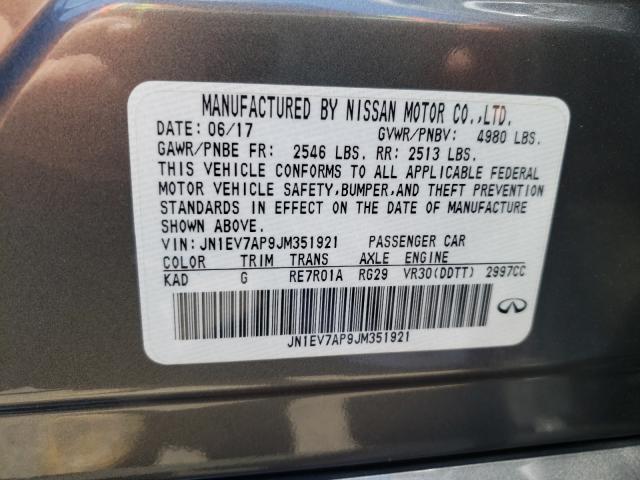 MANUFACTURED BY NISSAN MOTOR CO.,LTD.
DATE: 06/17 GVWR/PNBV: 4980 LBS.
GAWR/PNBE FR: 2546 LBS. RR: 2513 LBS.
THIS VEHICLE CONFORMS TO ALL APPLICABLE FEDERAL
MOTOR VEHICLE SAFETY,BUMPER,AND THEFT PREVENTION
STANDARDS IN EFFECT ON THE DATE OF MANUFACTURE
SHOWN ABOVE.
VIN: JN1EV7AP9JM351921 PASSENGER CAR
COLOR TRIM TRANS AXLE ENGINE
KAD G RE7R01A RG29 VR30(DDTT) 2997CC
JN1EV7AP9JM351921